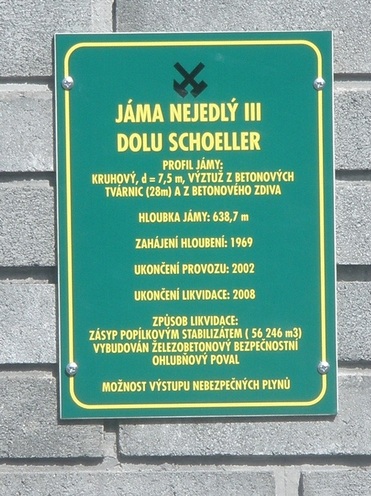 JÁMA NEJEDLÝ III
DOLU SCHOELLER
PROFIL JÁMY:
KRUHOVÝ, d = 7,5 m, VÝZTUŽ Z BETONOVÝCH
TVÁRNIC (28m) A Z BETONOVÉHO ZDIVA
HLOUBKA JÁMY: 638,7 m
ZAHÁJENÍ HLOUBENÍ: 1969
UKONČENÍ PROVOZU: 2002
UKONČENÍ LIKVIDACE: 2008
ZPŮSOB LIKVIDACE:
ZÁSYP POPÍLKOVÝM STABILIZÁTEM ( 56 246 m3)
VYBUDOVÁN ŽELEZOBETONOVÝ BEZPEČNOSTNÍ
OHLUBŇOVÝ POVAL
MOŽNOST VÝSTUPU NEBEZPEČNÝCH PLYNŮ